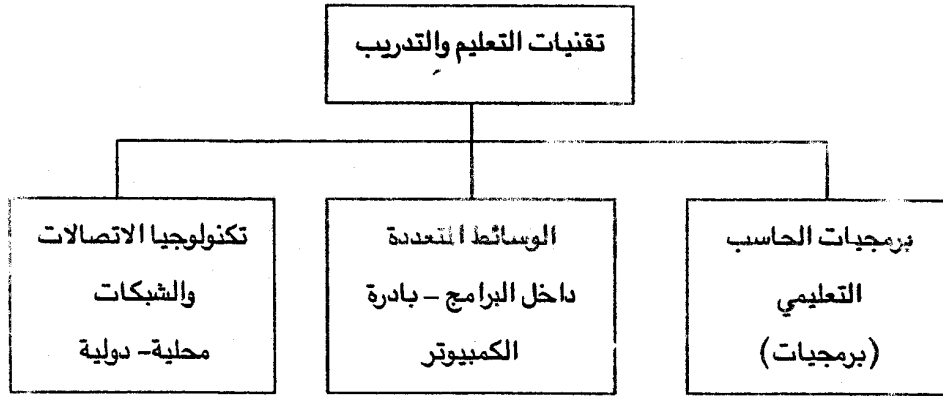 تقنيات التعليم والتدريب
برمجيات الحاسب
التعليمي
(برمجيات)
الوسائط المتعددة
داخل البرامج – بادرة
الكمبيوتر
تكنولوجيا الاتصالات
والشبكات
محلية – دولية